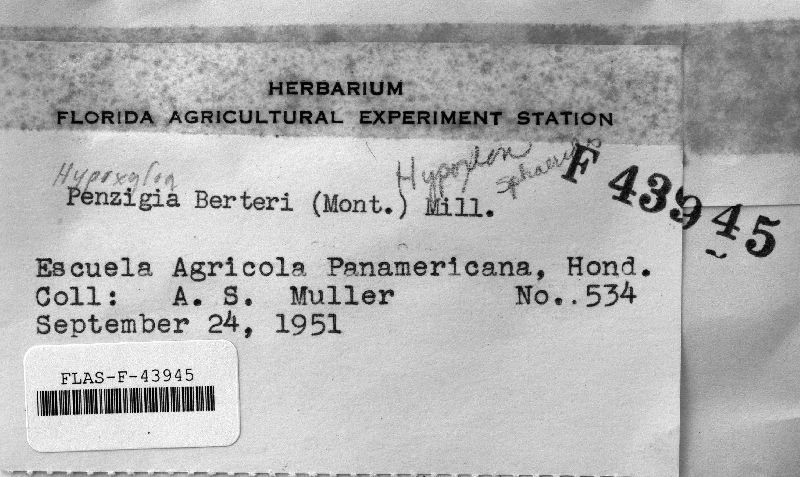 HERBARIUM
FLORIDA AGRICULTURAL EXPERIMENT STATION
Hypoxylon
F 43945
Hypoxylon
Penzigia Berteri (Mont.) Mill.
Escuela Agricola Panamericana, Hond.
Coll: A. S. Muller No..534
September 24, 1951
FLAS-F-43945